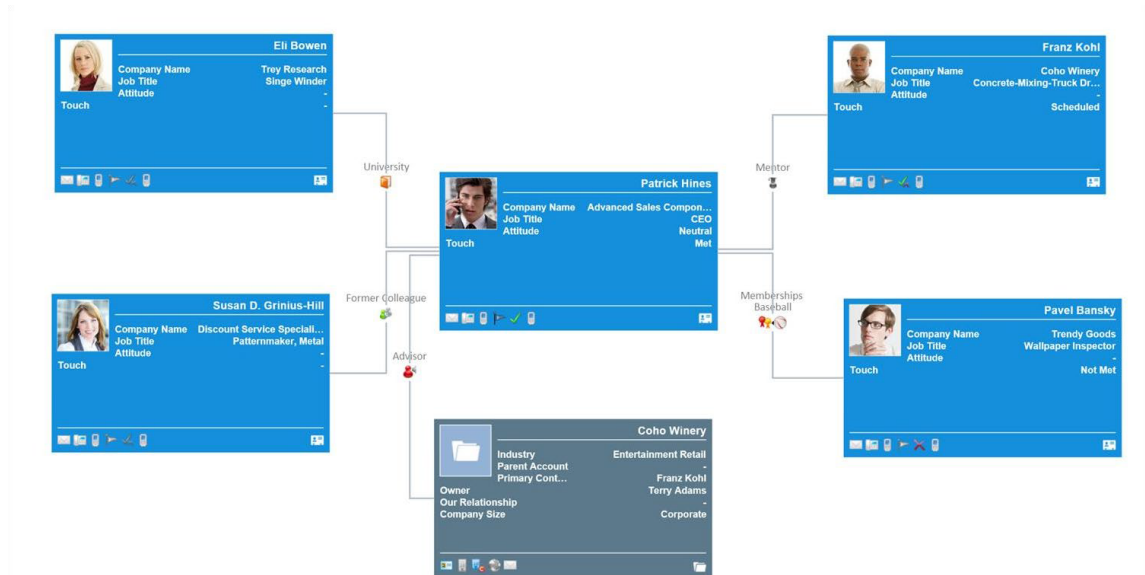 Eli Bowen
Company Name Trey Research
Job Title Singe Winder
Attitude -
Touch -
Franz Kohl
Company Name Coho Winery
Job Title Concrete-Mixing-Truck Dr...
Attitude -
Touch Scheduled
University
Mentor
Patrick Hines
Company Name Advanced Sales Compon...
Job Title CEO
Attitude Neutral
Touch Met
Former Colleague
Memberships
Baseball
Susan D. Grinius-Hill
Company Name Discount Service Speciali...
Job Title Patternmaker, Metal
Attitude -
Touch -
Pavel Bansky
Company Name Trendy Goods
Job Title Wallpaper Inspector
Attitude -
Touch Not Met
Advisor
Coho Winery
Industry Entertainment Retail
Parent Account -
Primary Cont... Franz Kohl
Owner Terry Adams
Our Relationship -
Company Size Corporate